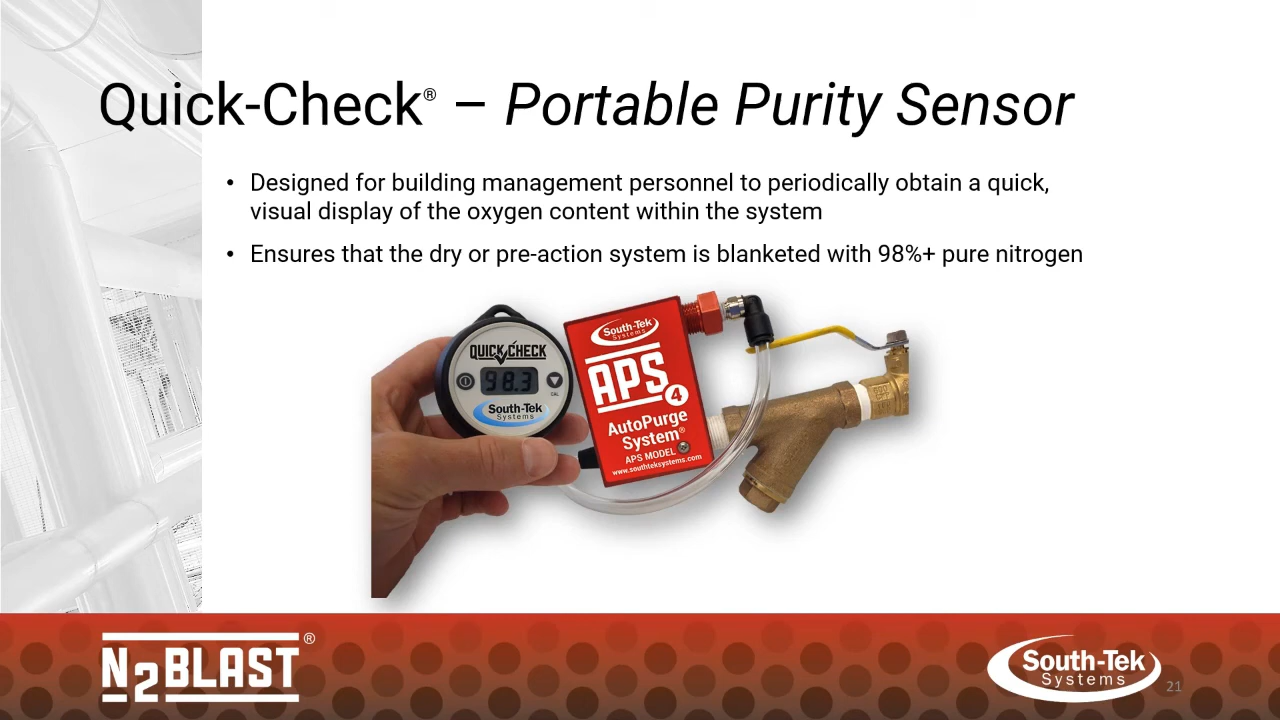 Quick-Check® – Portable Purity Sensor
• Designed for building management personnel to periodically obtain a quick,
visual display of the oxygen content within the system
• Ensures that the dry or pre-action system is blanketed with 98%+ pure nitrogen
QUICK CHECK
98.3
CAL
South-Tek
Systems
South-Tek
Systems
APS
4
AutoPurge
System®
APS MODEL
www.southteksystems.com
N2BLAST®
South-Tek
Systems
21